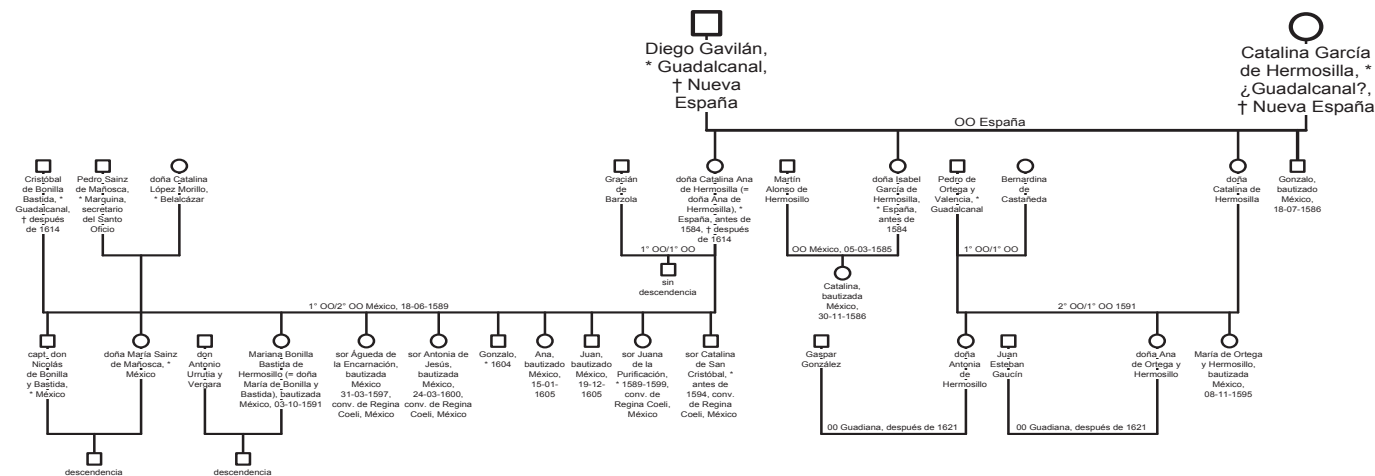 Diego Gavilán,
* Guadalcanal,
† Nueva
España
Catalina García
de Hermosilla, *
¿Guadalcanal?,
† Nueva España
OO España
Cristóbal
de Bonilla
Bastida, *
Guadalcanal,
† después
de 1614
Pedro Sainz
de Mañosca,
* Marguina,
secretario
del Santo
Oficio
doña Catalina
López Morillo,
* Belalcázar
Gracián
de
Barzola
doña Catalina Ana
de Hermosilla (=
doña Ana de
Hermosilla), *
España, antes de
1584, † después
de 1614
Martín
Alonso de
Hermosillo
doña Isabel
García de
Hermosilla,
* España,
antes de
1584
Pedro de
Ortega y
Valencia, *
Guadalcanal
Bernardina
de
Castañeda
doña
Catalina de
Hermosilla
Gonzalo,
bautizado
México,
18-07-1586
1° OO/1° OO
OO México, 05-03-1585
1° OO/1° OO
sin
descendencia
Catalina,
bautizada
México,
30-11-1586
1° OO/2° OO México, 18-06-1589
2° OO/1° OO 1591
capt. don
Nicolás
de Bonilla
y Bastida,
* México
doña María Sainz
de Mañosca, *
México
don
Antonio
Urrutia y
Vergara
Mariana Bonilla
Bastida de
Hermosillo (= doña
María de Bonilla y
Bastida), bautizada
México, 03-10-1591
sor Águeda de
la Encarnación,
bautizada
México
31-03-1597,
conv. de Regina
Coeli, México
sor Antonia de
Jesús,
bautizada
México,
24-03-1600,
conv. de Regina
Coeli, México
Gonzalo,
* 1604
Ana,
bautizado
México,
15-01-
1605
Juan,
bautizado
México,
19-12-
1605
sor Juana
de la
Purificación,
* 1589-1599,
conv. de
Regina Coeli,
México
sor Catalina
de San
Cristóbal, *
antes de
1594, conv.
de Regina
Coeli, México
Gaspar
González
doña
Antonia
de
Hermosillo
Juan
Esteban
Gaucín
doña Ana
de Ortega y
Hermosillo
María de Ortega
y Hermosillo,
bautizada
México,
08-11-1595
00 Guadiana, después de 1621
00 Guadiana, después de 1621
descendencia
descendencia